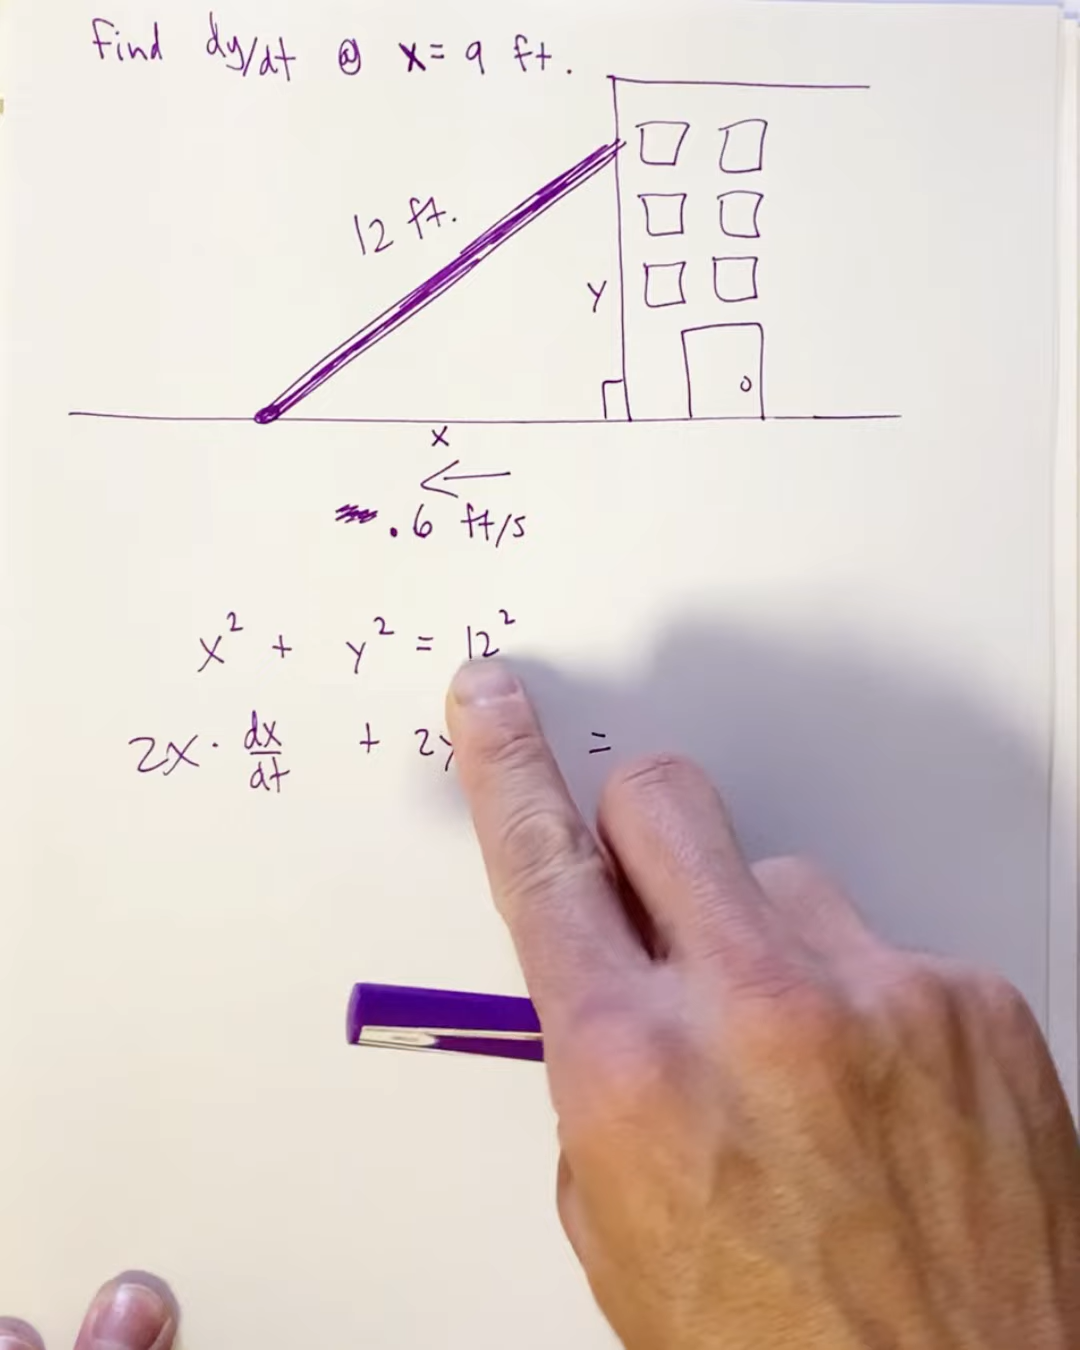 find dy/dt @ x = 9 ft.
12 ft.
y
x
.6 ft/s
x² + y² = 12²
2x · dx/dt + 2y =